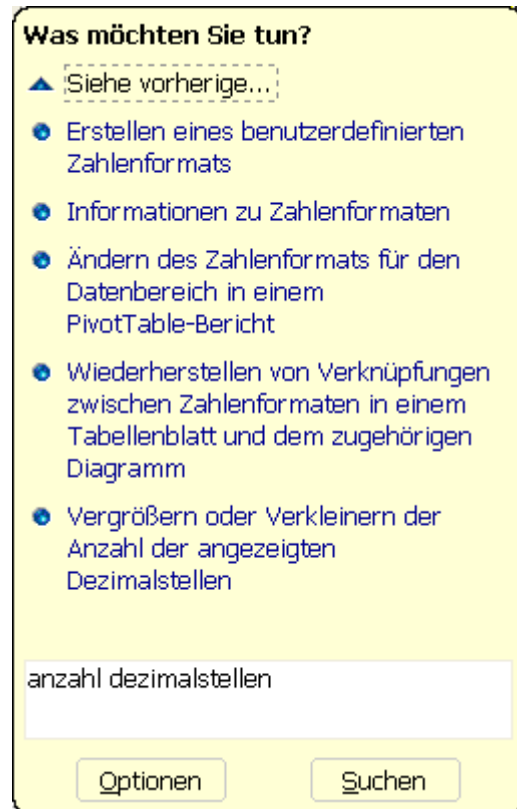 Was möchten Sie tun?
Siehe vorherige...
Erstellen eines benutzerdefinierten
Zahlenformats
Informationen zu Zahlenformaten
Ändern des Zahlenformats für den
Datenbereich in einem
PivotTable-Bericht
Wiederherstellen von Verknüpfungen
zwischen Zahlenformaten in einem
Tabellenblatt und dem zugehörigen
Diagramm
Vergrößern oder Verkleinern der
Anzahl der angezeigten
Dezimalstellen
anzahl dezimalstellen
Optionen Suchen